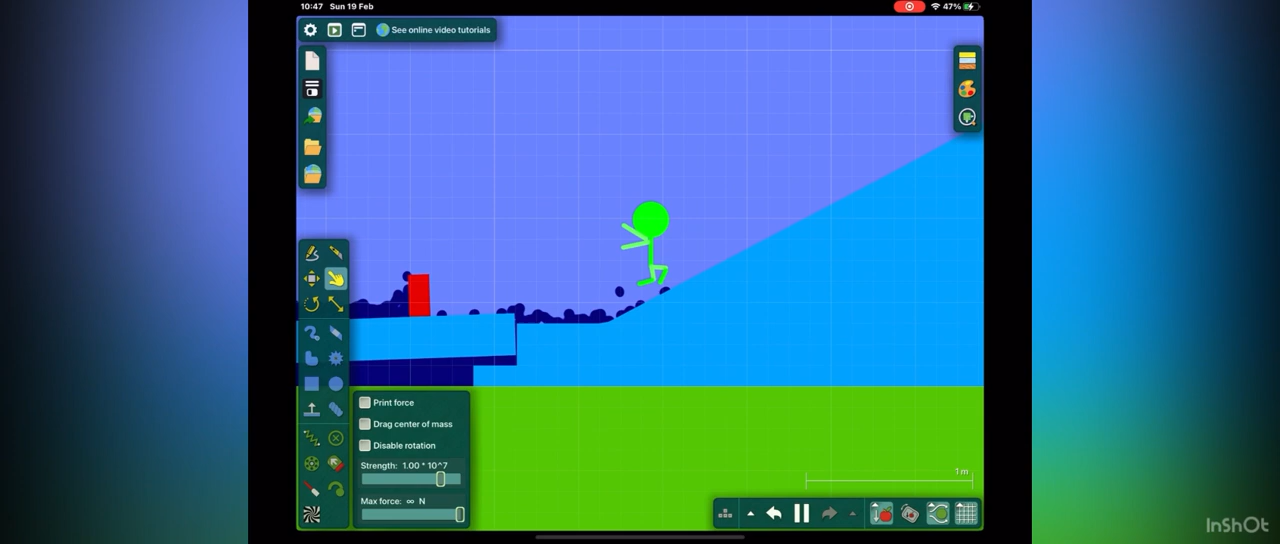 10:47 Sun 19 Feb
47%
See online video tutorials
Print force
Drag center of mass
Disable rotation
Strength: 1.00 * 10^7
Max force: ∞ N
1 m
InShOt